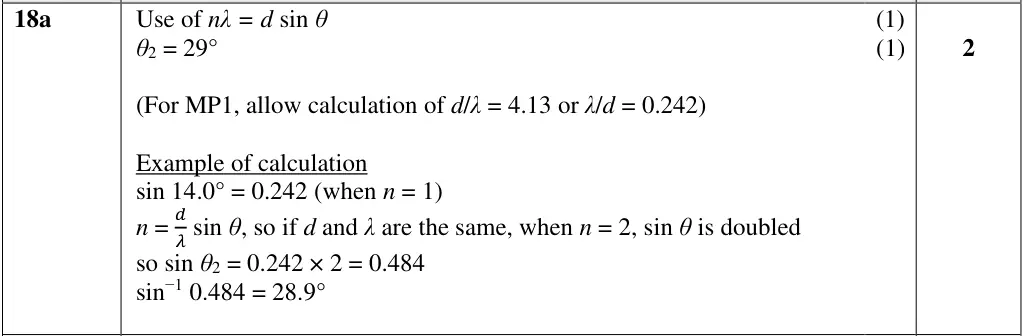 18a Use of nλ = d sin θ (1)
θ₂ = 29° (1) 2
(For MP1, allow calculation of d/λ = 4.13 or λ/d = 0.242)
Example of calculation
sin 14.0° = 0.242 (when n = 1)
n = d/λ sin θ, so if d and λ are the same, when n = 2, sin θ is doubled
so sin θ₂ = 0.242 × 2 = 0.484
sin⁻¹ 0.484 = 28.9°